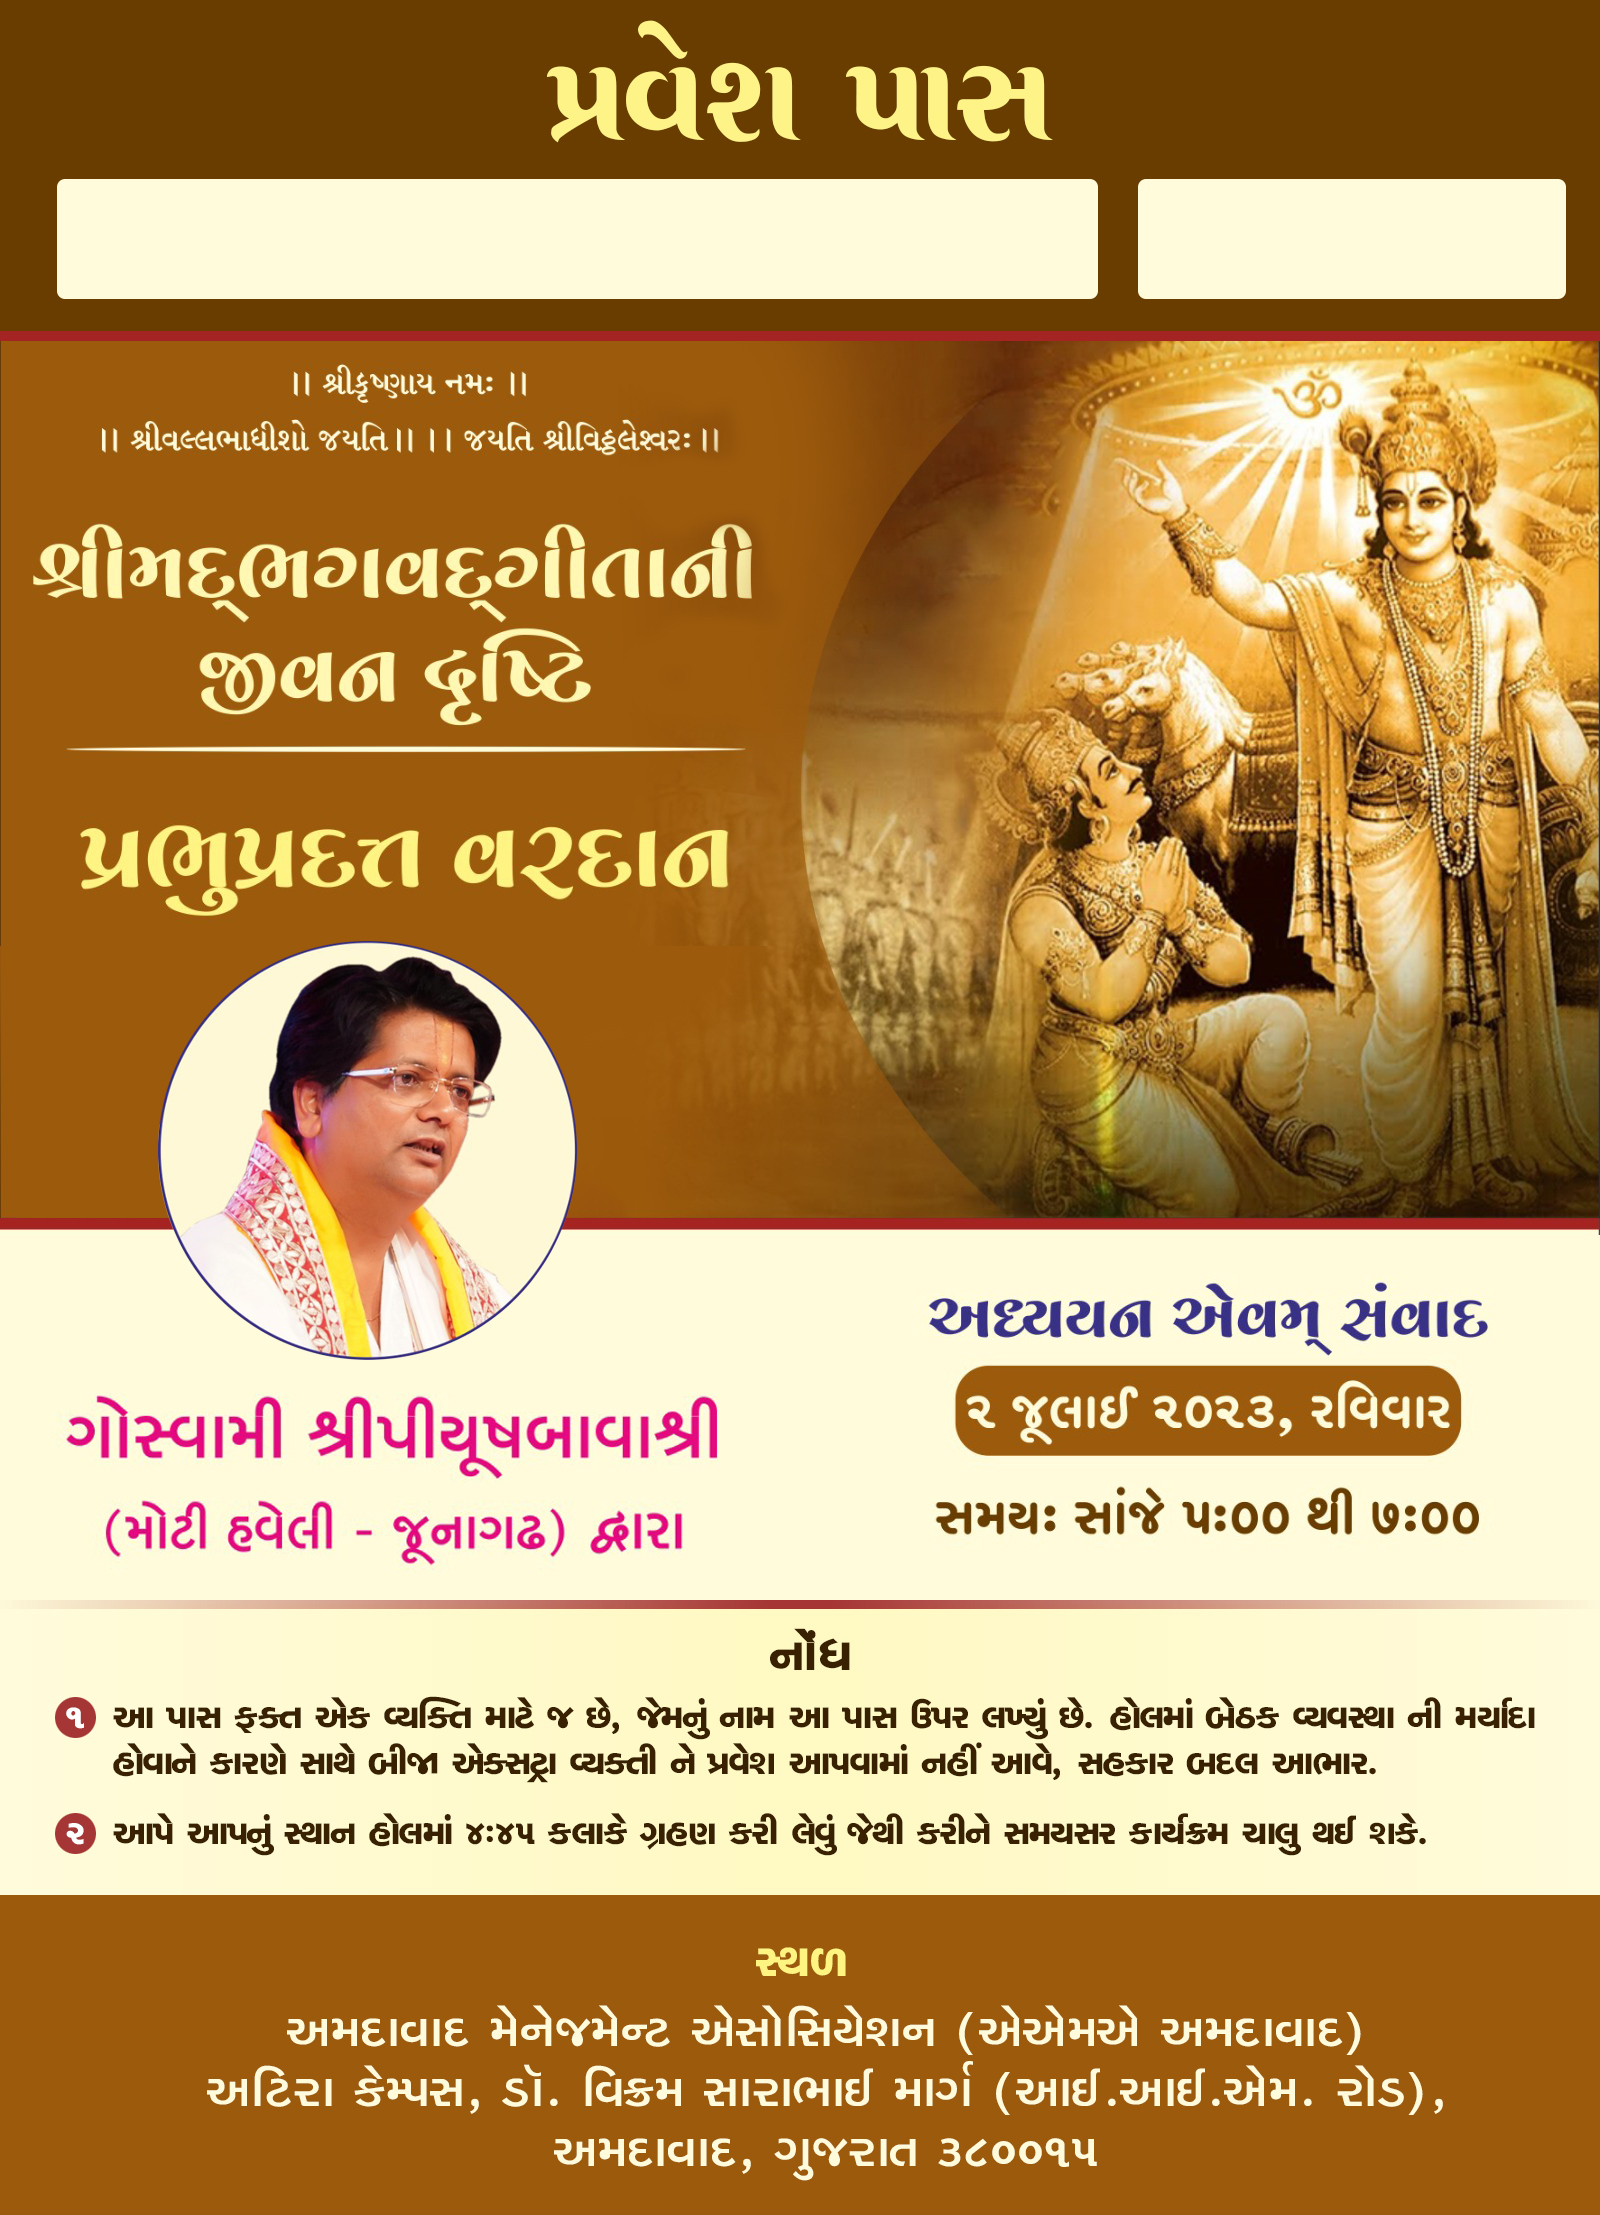 પ્રવેશ પાસ
ૐ
।। શ્રીકૃષ્ણાય નમઃ ।।
।। શ્રીવલ્લભાધીશો જયતિ।। ।। જયતિ શ્રીવિઠ્ઠલેશ્વરઃ।।
શ્રીમદ્ભગવદ્ગીતાની
જીવન દૃષ્ટિ
પ્રભુપ્રદત્ત વરદાન
ગોસ્વામી શ્રીપીયૂષબાવાશ્રી
(મોટી હવેલી - જૂનાગઢ) દ્વારા
અધ્યયન એવમ્ સંવાદ
૨ જૂલાઈ ૨૦૨૩, રવિવાર
સમયઃ સાંજે ૫ઃ૦૦ થી ૭ઃ૦૦
નોંધ
૧ આ પાસ ફક્ત એક વ્યક્તિ માટે જ છે, જેમનું નામ આ પાસ ઉપર લખ્યું છે. હોલમાં બેઠક વ્યવસ્થા ની મર્યાદા
હોવાને કારણે સાથે બીજા એક્સટ્રા વ્યક્તી ને પ્રવેશ આપવામાં નહીં આવે, સહકાર બદલ આભાર.
૨ આપે આપનું સ્થાન હોલમાં ૪:૪૫ કલાકે ગ્રહણ કરી લેવું જેથી કરીને સમયસર કાર્યક્રમ ચાલુ થઈ શકે.
સ્થળ
અમદાવાદ મેનેજમેન્ટ એસોસિયેશન (એએમએ અમદાવાદ)
અટિરા કેમ્પસ, ડૉ. વિક્રમ સારાભાઈ માર્ગ (આઈ.આઈ.એમ. રોડ),
અમદાવાદ, ગુજરાત ૩૮૦૦૧૫